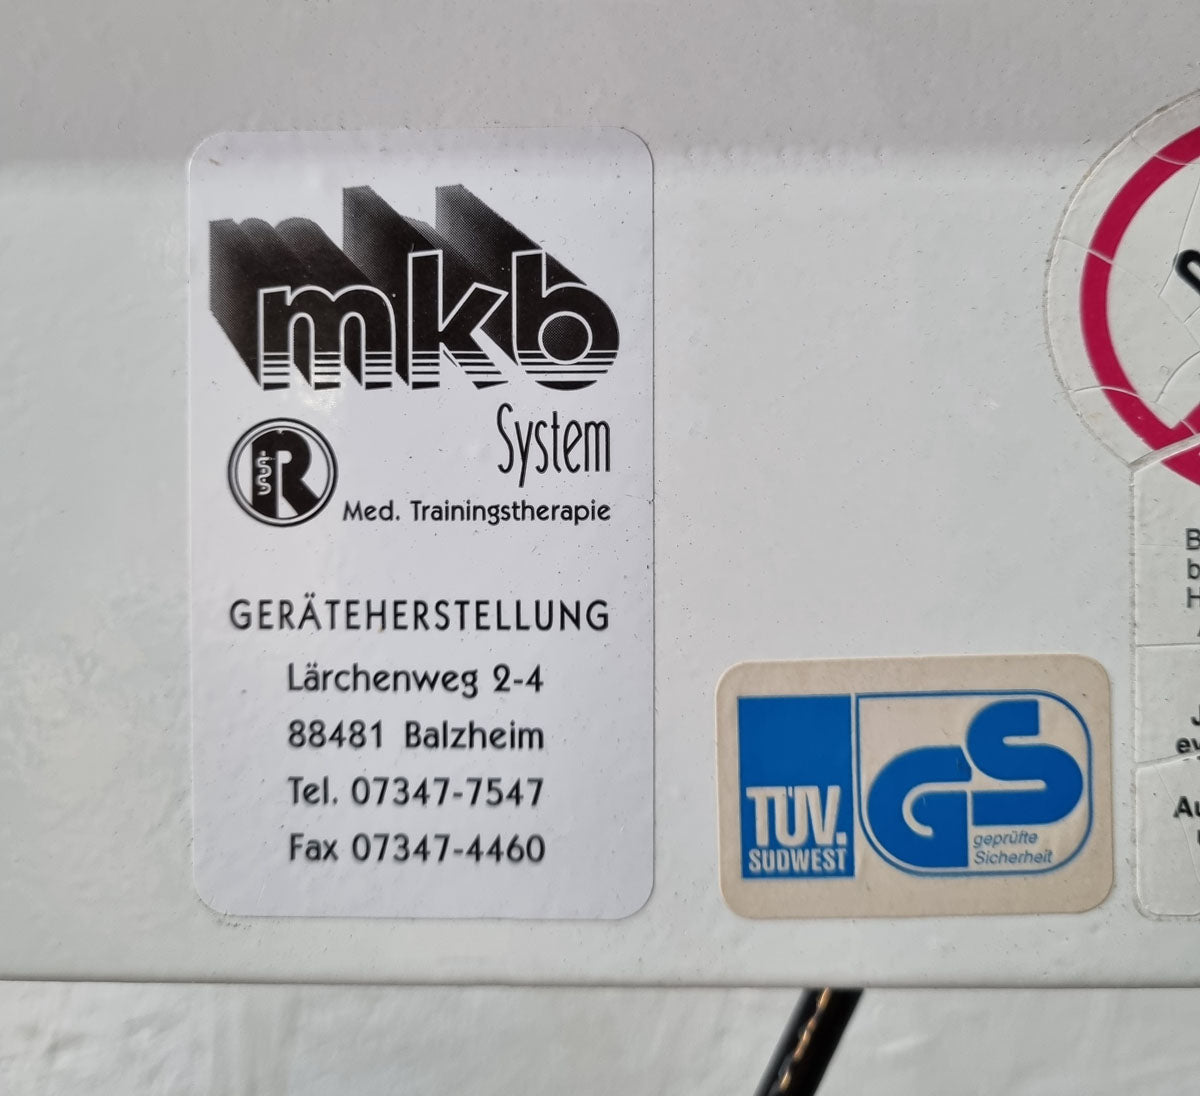 mkb
System
R
Med. Trainingstherapie
GERÄTEHERSTELLUNG
Lärchenweg 2-4
88481 Balzheim
Tel. 07347-7547
Fax 07347-4460
TÜV.
SÜDWEST
GS
geprüfte
Sicherheit